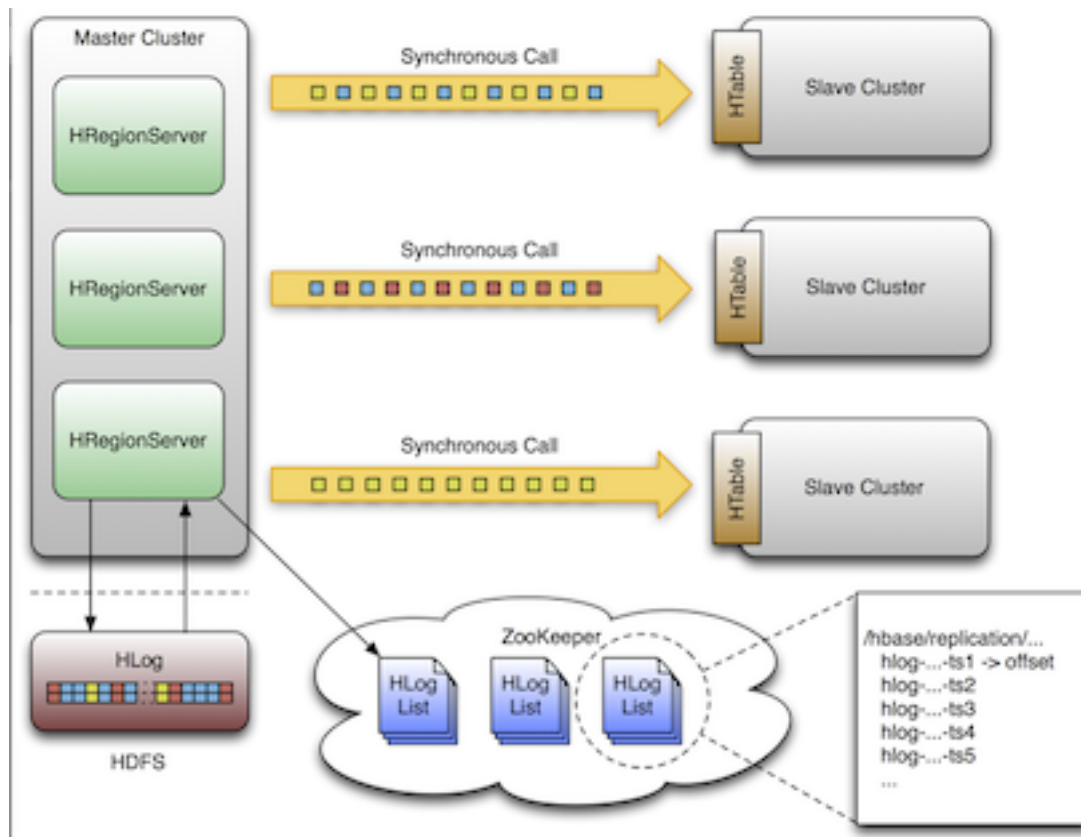 Master Cluster
HRegionServer
HRegionServer
HRegionServer
Synchronous Call
HTable
Slave Cluster
Synchronous Call
HTable
Slave Cluster
Synchronous Call
HTable
Slave Cluster
HLog
HDFS
ZooKeeper
HLog
List
HLog
List
HLog
List
/hbase/replication/...
hlog-...-ts1 -> offset
hlog-...-ts2
hlog-...-ts3
hlog-...-ts4
hlog-...-ts5
...